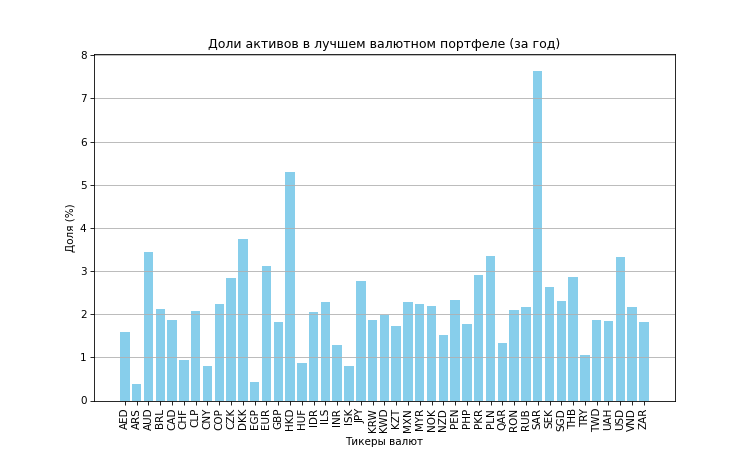 Доли активов в лучшем валютном портфеле (за год)
8
7
6
5
4
3
2
1
0
Доля (%)
AED ARS AUD BRL CAD CHF CLP CNY COP CZK DKK EGP EUR GBP HKD HUF IDR ILS INR ISK JPY KRW KWD KZT MXN MYR NOK NZD PEN PHP PKR PLN QAR RON RUB SAR SEK SGD THB TRY TWD UAH USD VND ZAR
Тикеры валют